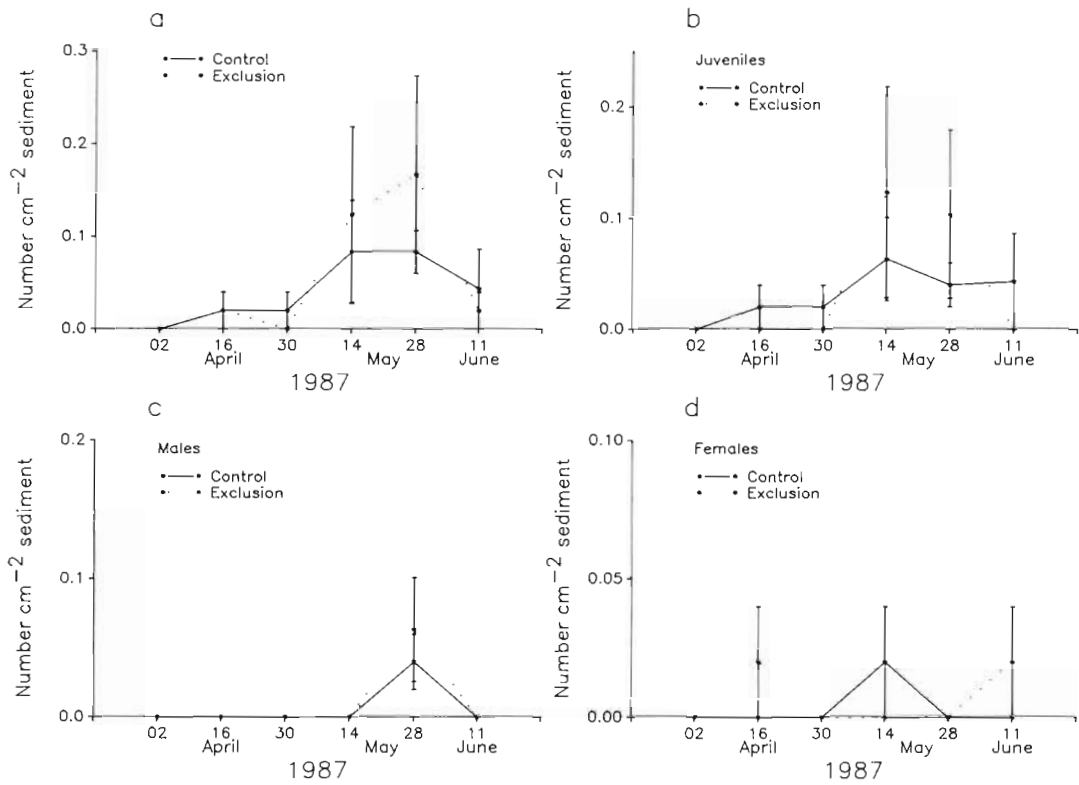 a
Control
Exclusion
0.3
0.2
0.1
0.0
Number cm⁻² sediment
02 16 30 14 28 11
April May June
1987
b
Juveniles
Control
Exclusion
0.2
0.1
0.0
Number cm⁻² sediment
02 16 30 14 28 11
April May June
1987
c
Males
Control
Exclusion
0.2
0.1
0.0
Number cm⁻² sediment
02 16 30 14 28 11
April May June
1987
d
Females
Control
Exclusion
0.10
0.05
0.00
Number cm⁻² sediment
02 16 30 14 28 11
April May June
1987